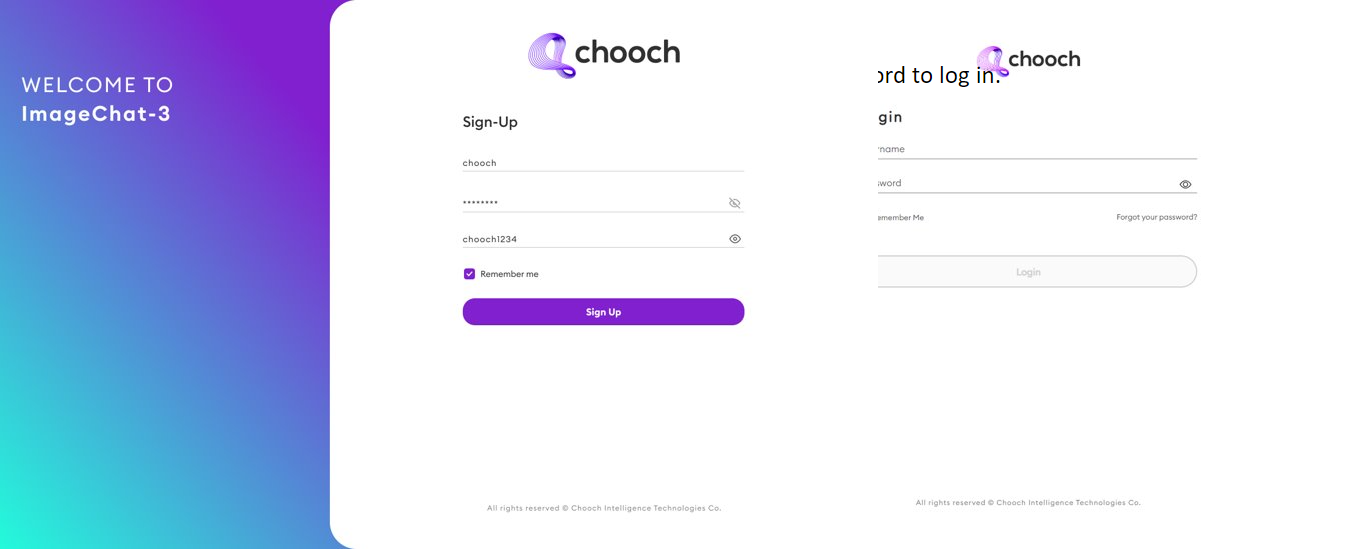 WELCOME TO
ImageChat-3
chooch
Sign-Up
chooch
********
chooch1234
Remember me
Sign Up
All rights reserved © Chooch Intelligence Technologies Co.
chooch
ord to log in.
gin
name
sword
emember Me
Forgot your password?
Login
All rights reserved © Chooch Intelligence Technologies Co.